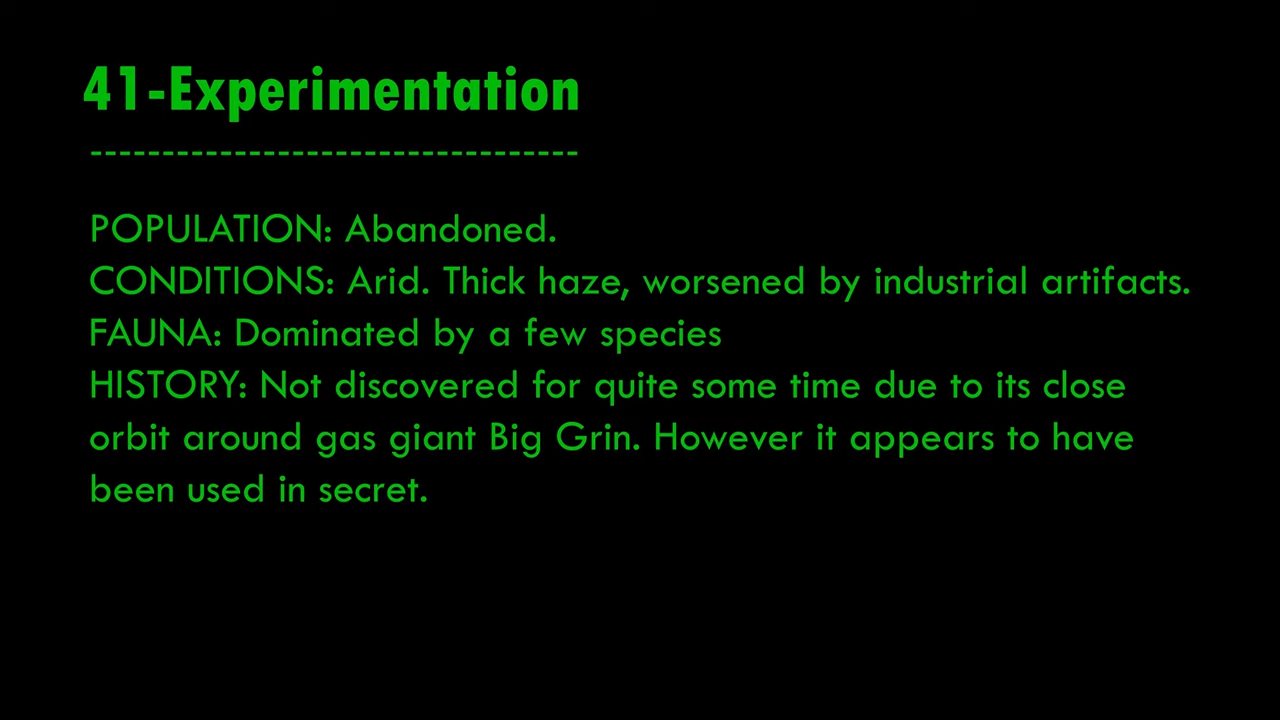 41-Experimentation
----------------------------------
POPULATION: Abandoned.
CONDITIONS: Arid. Thick haze, worsened by industrial artifacts.
FAUNA: Dominated by a few species
HISTORY: Not discovered for quite some time due to its close
orbit around gas giant Big Grin. However it appears to have
been used in secret.